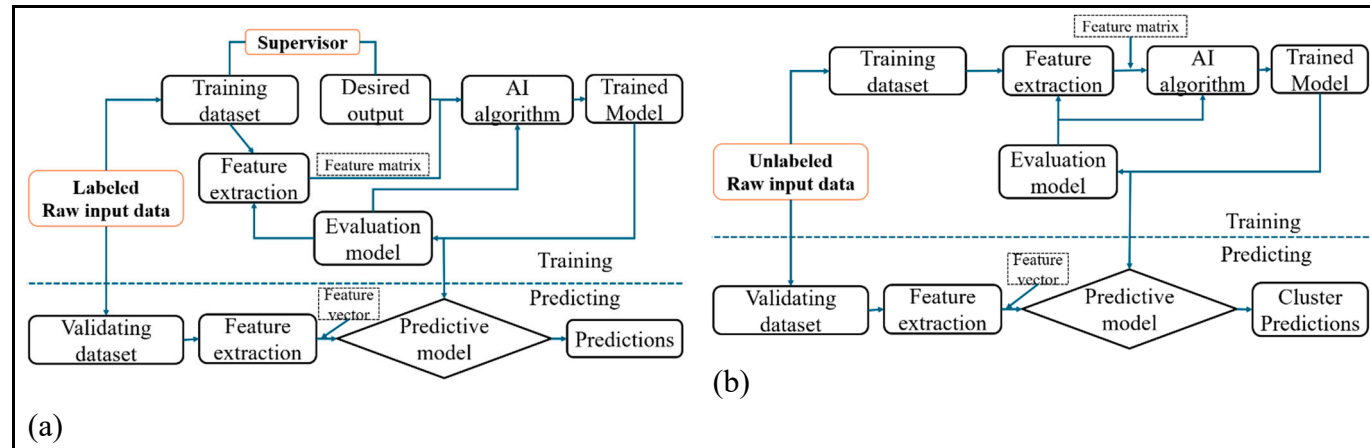 Supervisor
Training
dataset
Desired
output
AI
algorithm
Trained
Model
Feature
extraction
Feature matrix
Labeled
Raw input data
Evaluation
model
Training
Predicting
Validating
dataset
Feature
extraction
Feature
vector
Predictive
model
Predictions
(a)
Feature matrix
Training
dataset
Feature
extraction
AI
algorithm
Trained
Model
Unlabeled
Raw input data
Evaluation
model
Training
Predicting
Validating
dataset
Feature
extraction
Feature
vector
Predictive
model
Cluster
Predictions
(b)